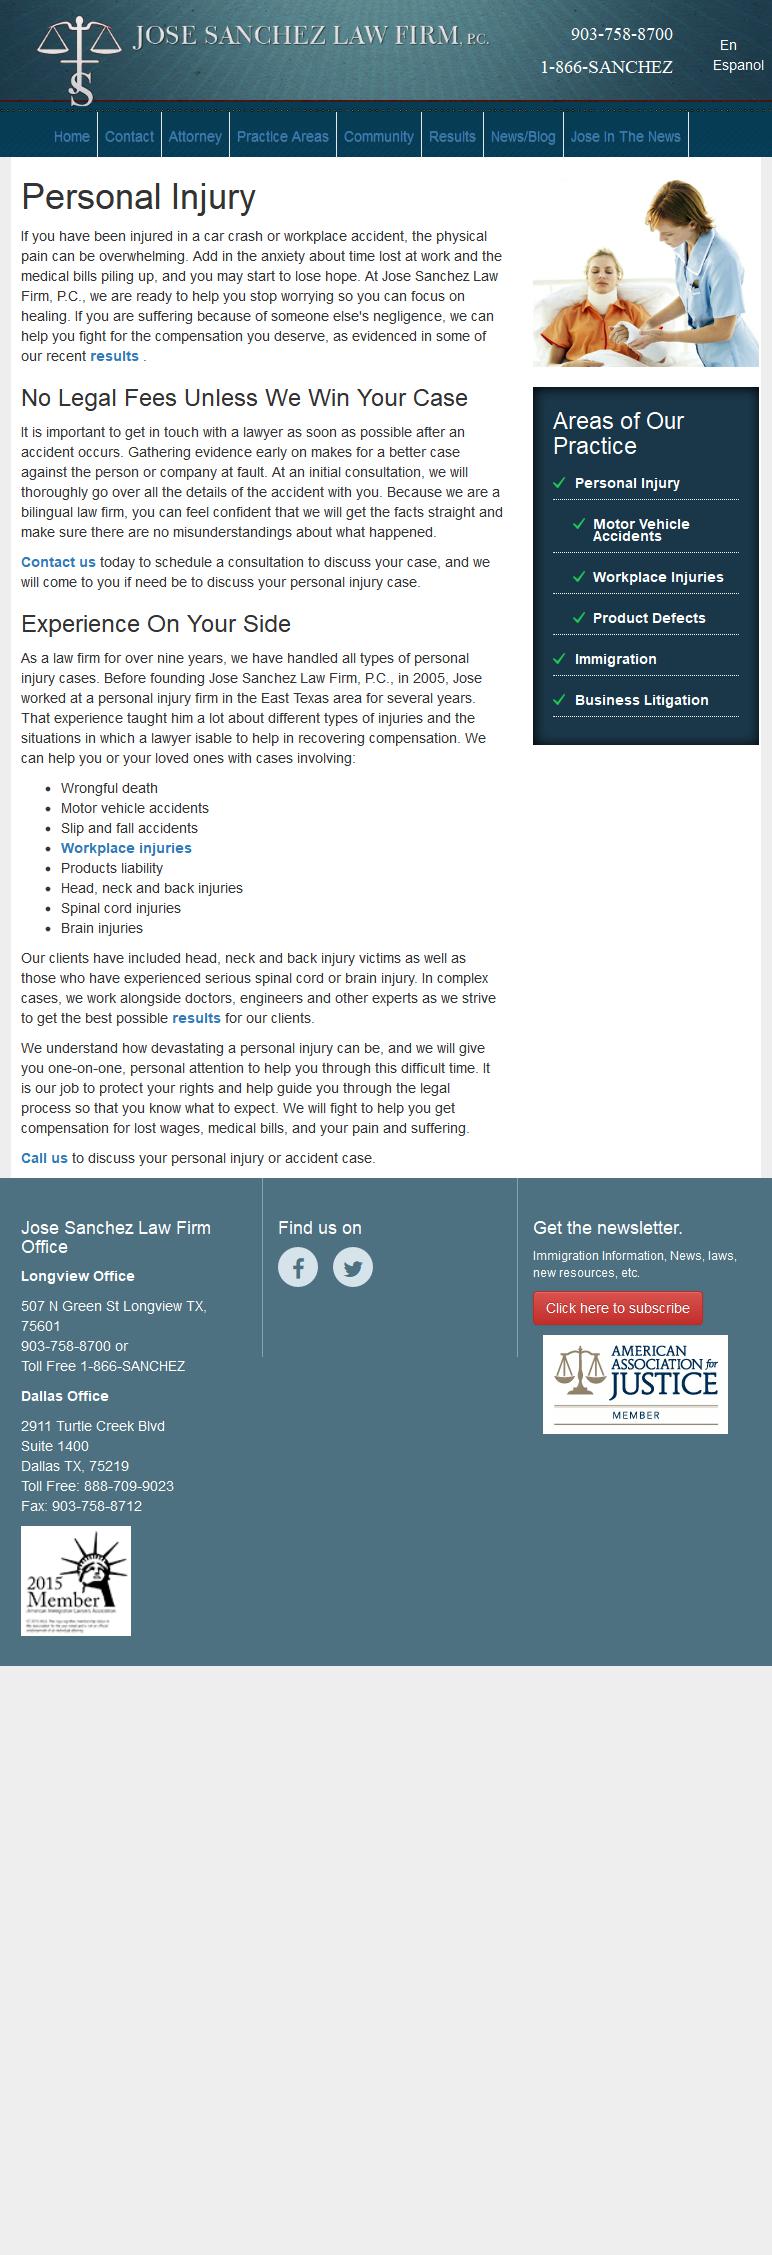 JOSE SANCHEZ LAW FIRM, P.C.
903-758-8700
1-866-SANCHEZ
En
Espanol
Home
Contact
Attorney
Practice Areas
Community
Results
News/Blog
Jose In The News
Personal Injury
If you have been injured in a car crash or workplace accident, the physical
pain can be overwhelming. Add in the anxiety about time lost at work and the
medical bills piling up, and you may start to lose hope. At Jose Sanchez Law
Firm, P.C., we are ready to help you stop worrying so you can focus on
healing. If you are suffering because of someone else's negligence, we can
help you fight for the compensation you deserve, as evidenced in some of
our recent results .
No Legal Fees Unless We Win Your Case
It is important to get in touch with a lawyer as soon as possible after an
accident occurs. Gathering evidence early on makes for a better case
against the person or company at fault. At an initial consultation, we will
thoroughly go over all the details of the accident with you. Because we are a
bilingual law firm, you can feel confident that we will get the facts straight and
make sure there are no misunderstandings about what happened.
Contact us today to schedule a consultation to discuss your case, and we
will come to you if need be to discuss your personal injury case.
Experience On Your Side
As a law firm for over nine years, we have handled all types of personal
injury cases. Before founding Jose Sanchez Law Firm, P.C., in 2005, Jose
worked at a personal injury firm in the East Texas area for several years.
That experience taught him a lot about different types of injuries and the
situations in which a lawyer isable to help in recovering compensation. We
can help you or your loved ones with cases involving:
Wrongful death
Motor vehicle accidents
Slip and fall accidents
Workplace injuries
Products liability
Head, neck and back injuries
Spinal cord injuries
Brain injuries
Our clients have included head, neck and back injury victims as well as
those who have experienced serious spinal cord or brain injury. In complex
cases, we work alongside doctors, engineers and other experts as we strive
to get the best possible results for our clients.
We understand how devastating a personal injury can be, and we will give
you one-on-one, personal attention to help you through this difficult time. It
is our job to protect your rights and help guide you through the legal
process so that you know what to expect. We will fight to help you get
compensation for lost wages, medical bills, and your pain and suffering.
Call us to discuss your personal injury or accident case.
Areas of Our
Practice
Personal Injury
Motor Vehicle
Accidents
Workplace Injuries
Product Defects
Immigration
Business Litigation
Jose Sanchez Law Firm
Office
Longview Office
507 N Green St Longview TX,
75601
903-758-8700 or
Toll Free 1-866-SANCHEZ
Dallas Office
2911 Turtle Creek Blvd
Suite 1400
Dallas TX, 75219
Toll Free: 888-709-9023
Fax: 903-758-8712
2015
Member
American Immigration Lawyers Association
Find us on
Get the newsletter.
Immigration Information, News, laws,
new resources, etc.
Click here to subscribe
AMERICAN
ASSOCIATION for
JUSTICE
MEMBER